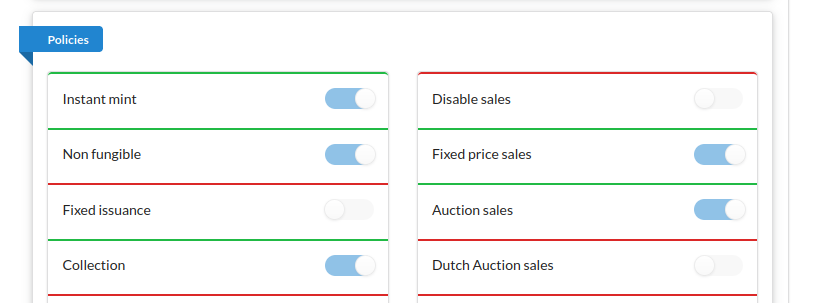 Policies
Instant mint
Non fungible
Fixed issuance
Collection
Disable sales
Fixed price sales
Auction sales
Dutch Auction sales